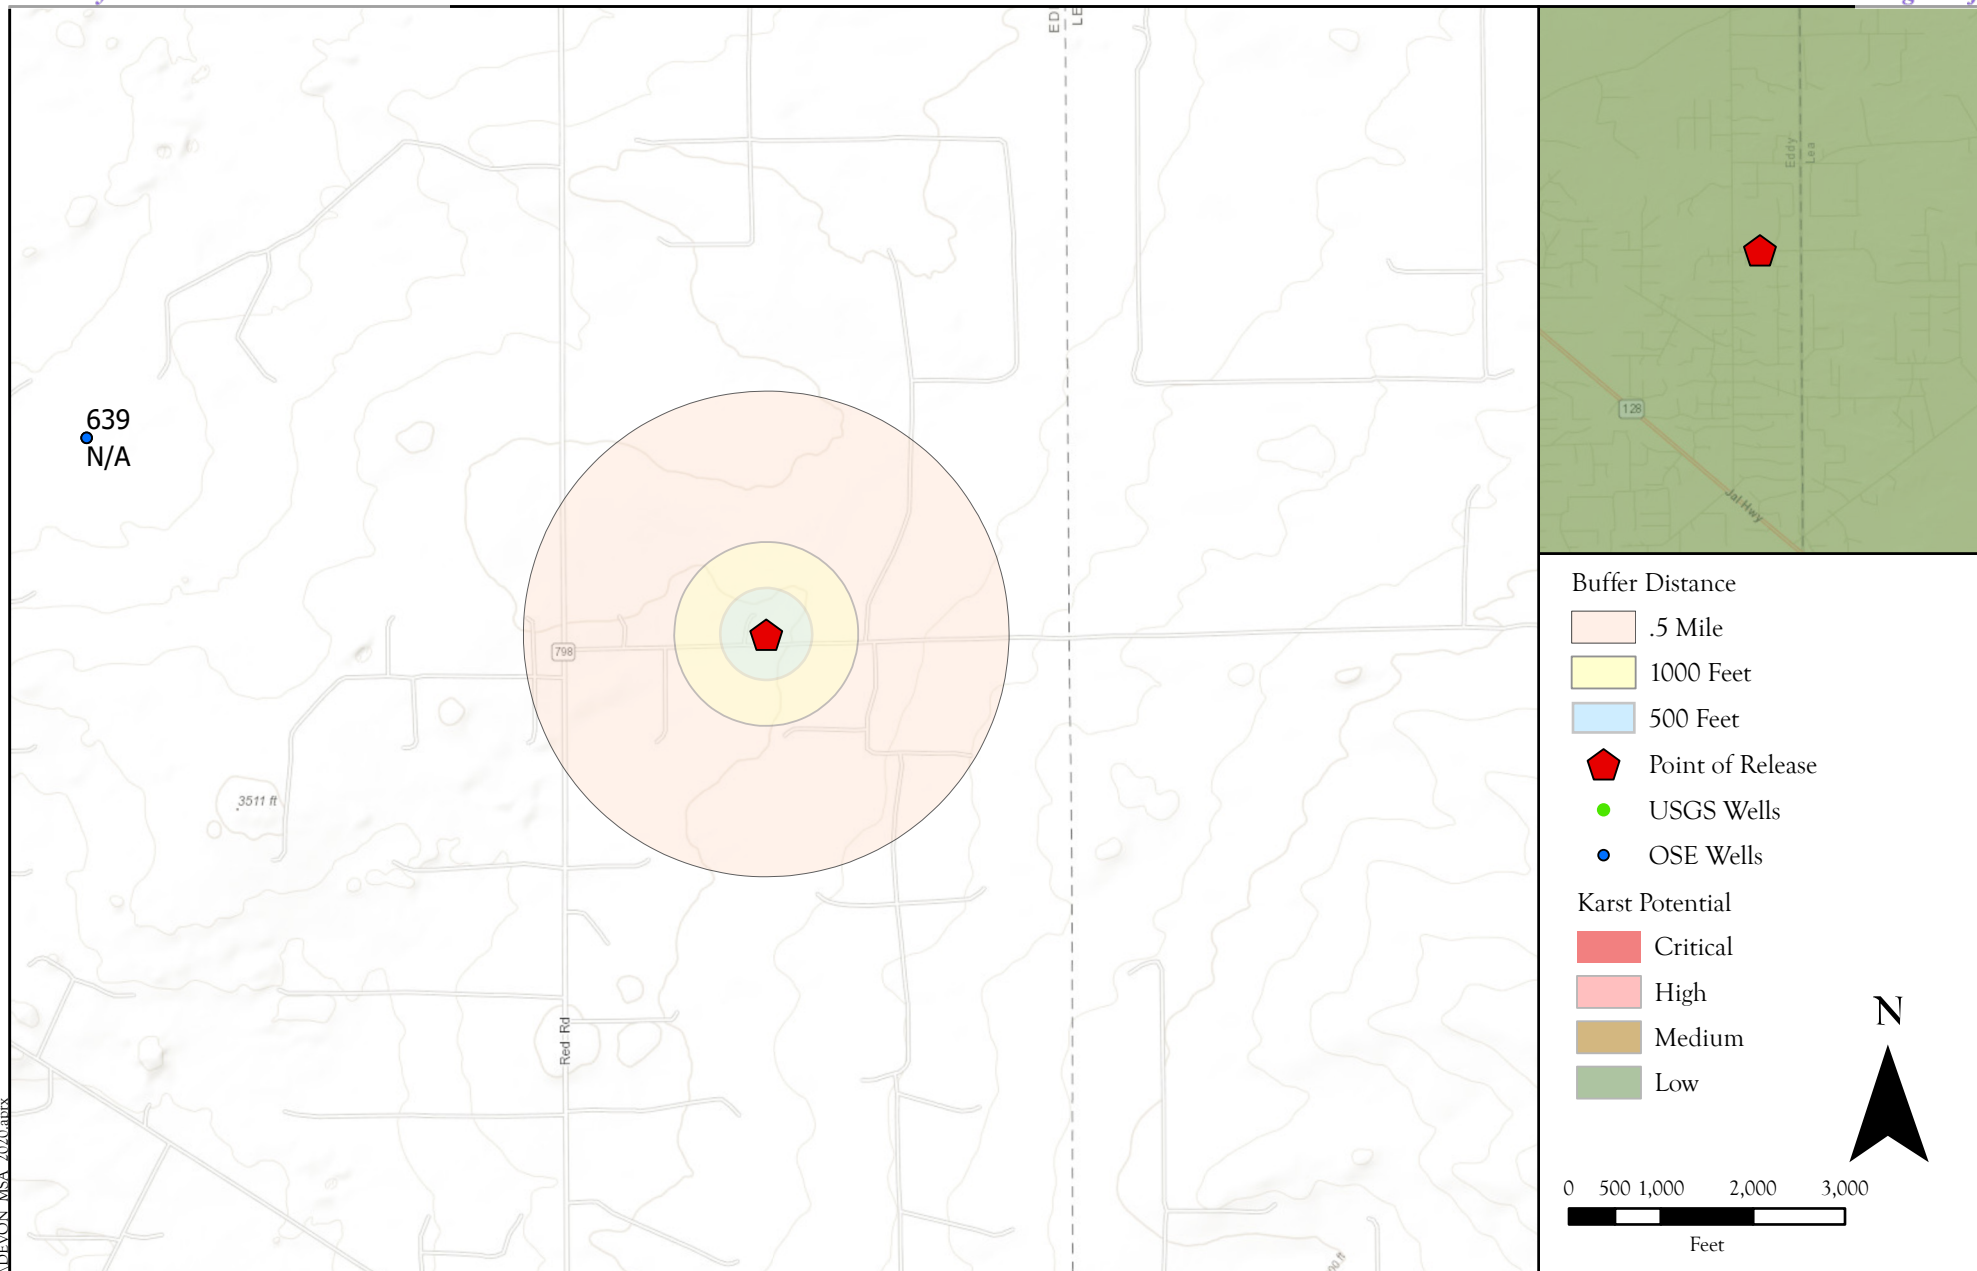 ED
LE
639
N/A
798
3511 ft
Red Rd
Eddy
Lea
128
Jal Hwy
Buffer Distance
.5 Mile
1000 Feet
500 Feet
Point of Release
USGS Wells
OSE Wells
Karst Potential
Critical
High
Medium
Low
N
0 500 1,000 2,000 3,000
Feet
DEVON_MSA_2020.aprx